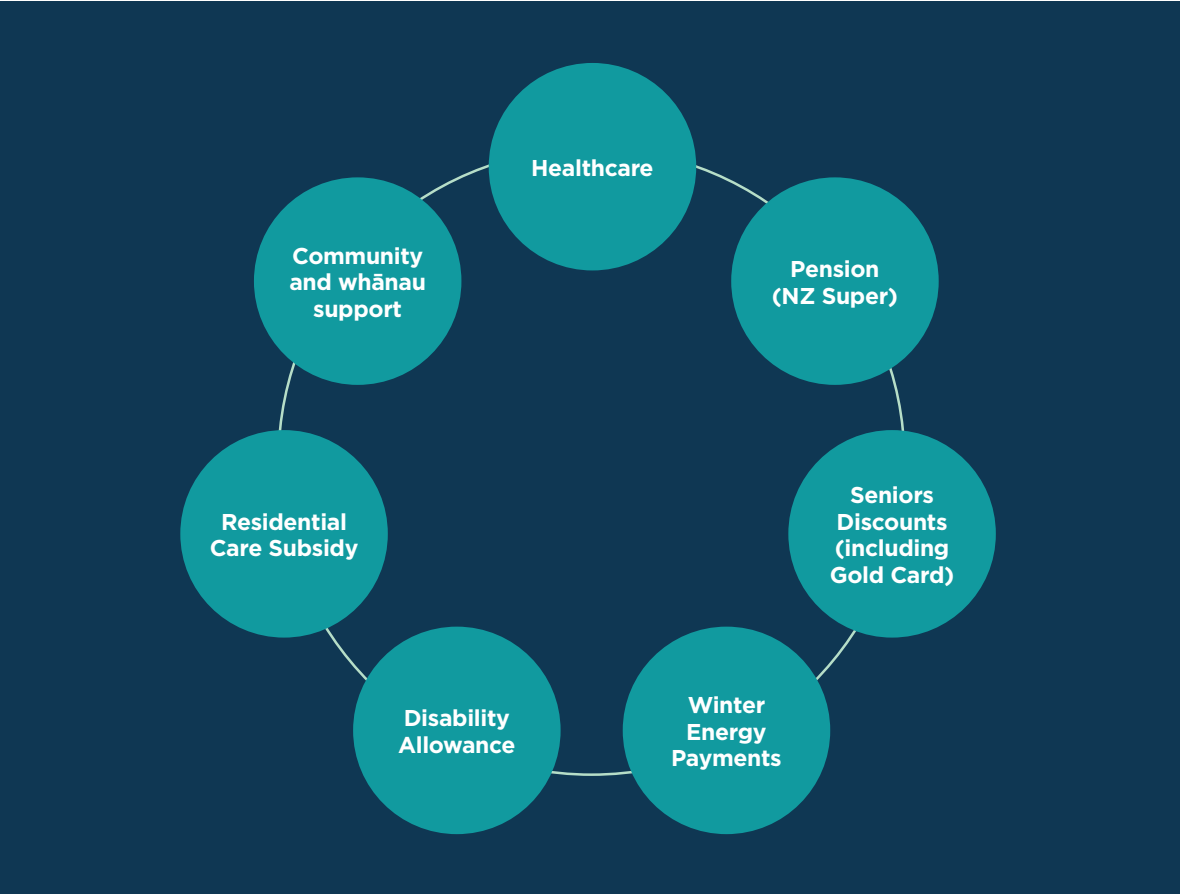 Healthcare
Pension
(NZ Super)
Seniors
Discounts
(including
Gold Card)
Winter
Energy
Payments
Disability
Allowance
Residential
Care Subsidy
Community
and whānau
support